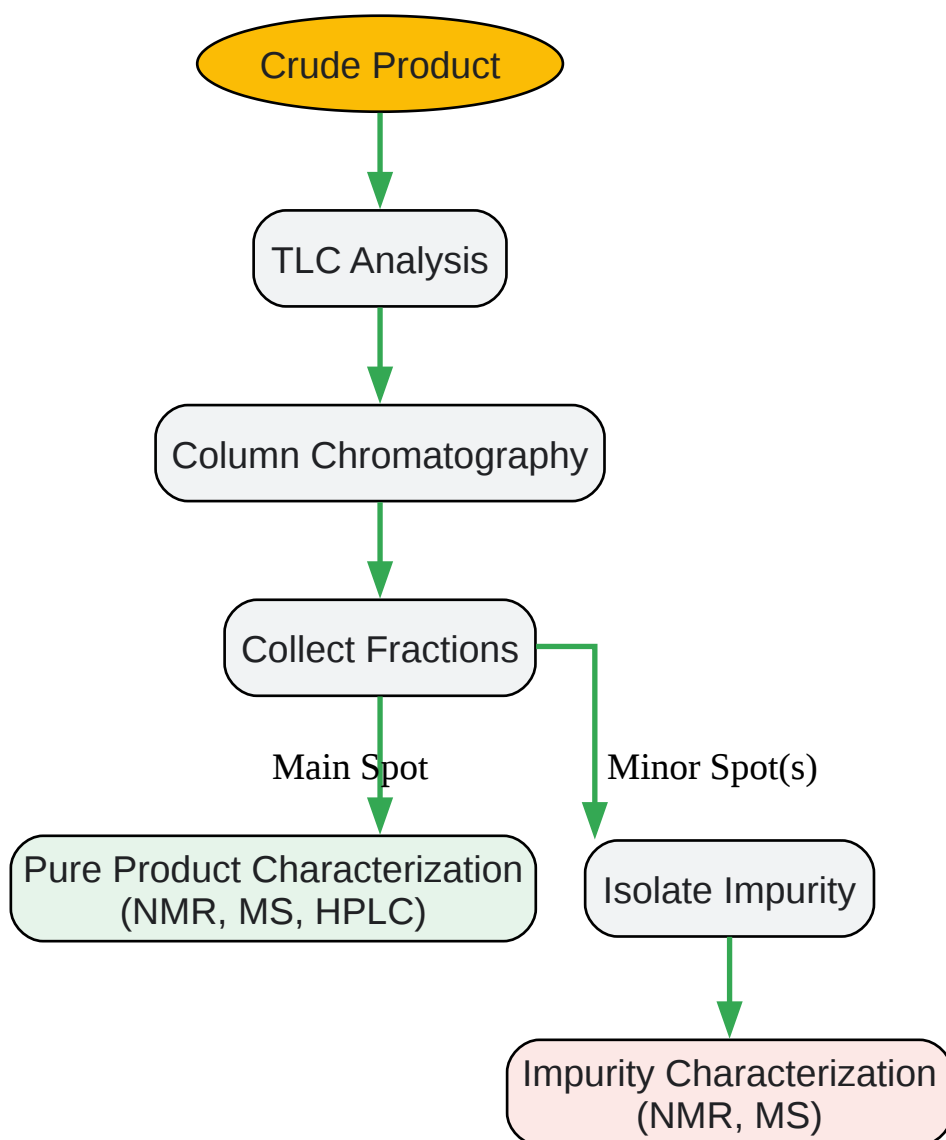 Crude Product
TLC Analysis
Column Chromatography
Collect Fractions
Main Spot
Minor Spot(s)
Pure Product Characterization
(NMR, MS, HPLC)
Isolate Impurity
Impurity Characterization
(NMR, MS)